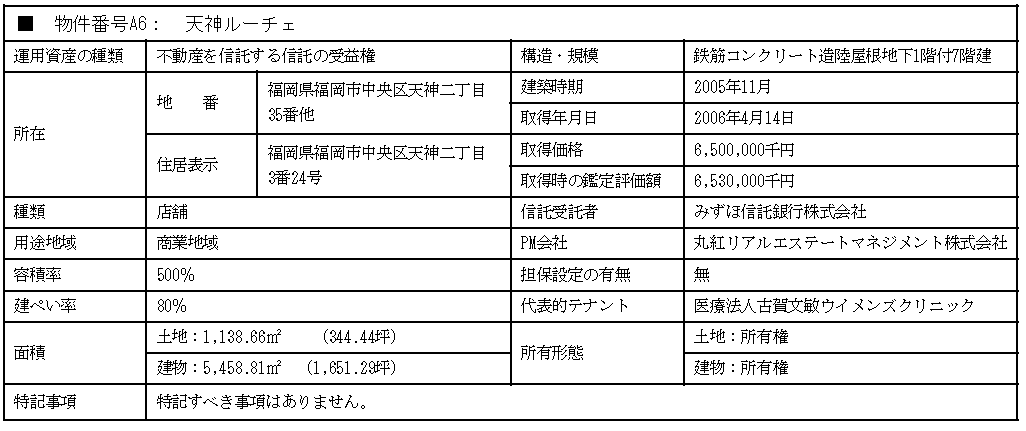 ■ 物件番号A6： 天神ルーチェ
運用資産の種類 不動産を信託する信託の受益権 構造・規模 鉄筋コンクリート造陸屋根地下1階付7階建
所在 地　番 福岡県福岡市中央区天神二丁目
35番他
建築時期 2005年11月
取得年月日 2006年4月14日
住居表示 福岡県福岡市中央区天神二丁目
3番24号
取得価格 6,500,000千円
取得時の鑑定評価額 6,530,000千円
種類 店舗 信託受託者 みずほ信託銀行株式会社
用途地域 商業地域 PM会社 丸紅リアルエステートマネジメント株式会社
容積率 500% 担保設定の有無 無
建ぺい率 80% 代表的テナント 医療法人古賀文敏ウイメンズクリニック
面積 土地：1,138.66㎡ （344.44坪） 所有形態 土地：所有権
建物：5,458.81㎡ （1,651.29坪） 建物：所有権
特記事項 特記すべき事項はありません。